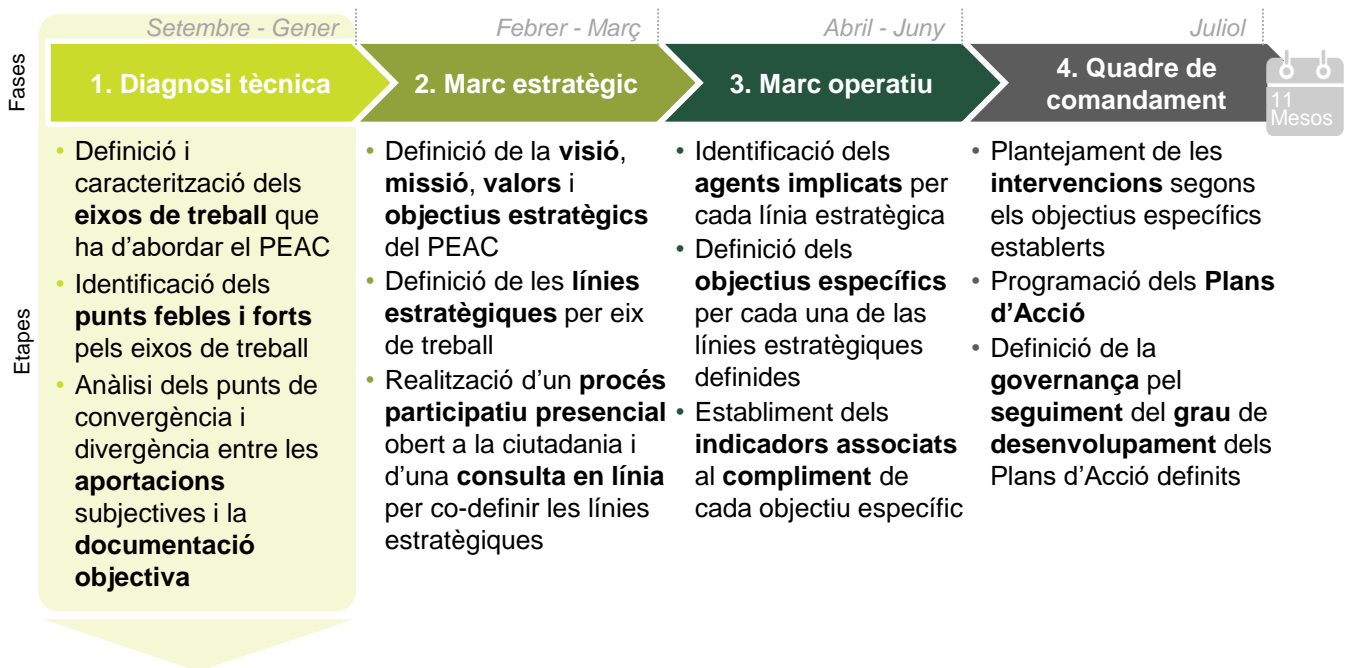 Setembre - Gener
Febrer - Març
Abril - Juny
Juliol
Fases
1. Diagnosi tècnica
2. Marc estratègic
3. Marc operatiu
4. Quadre de
comandament
11
Mesos
Etapes
• Definició i
caracterització dels
eixos de treball que
ha d’abordar el PEAC
• Identificació dels
punts febles i forts
pels eixos de treball
• Anàlisi dels punts de
convergència i
divergència entre les
aportacions
subjectives i la
documentació
objectiva
• Definició de la visió,
missió, valors i
objectius estratègics
del PEAC
• Definició de les línies
estratègiques per eix
de treball
• Realització d’un procés
participatiu presencial
obert a la ciutadania i
d’una consulta en línia
per co-definir les línies
estratègiques
• Identificació dels
agents implicats per
cada línia estratègica
• Definició dels
objectius específics
per cada una de las
línies estratègiques
definides
• Establiment dels
indicadors associats
al compliment de
cada objectiu específic
• Plantejament de les
intervencions segons
els objectius específics
establerts
• Programació dels Plans
d’Acció
• Definició de la
governança pel
seguiment del grau de
desenvolupament dels
Plans d’Acció definits